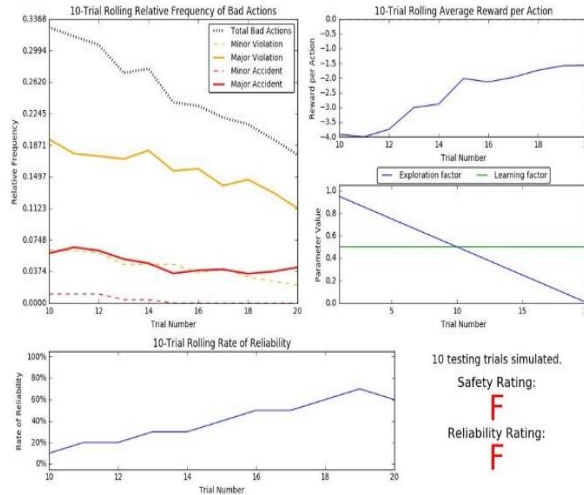 10-Trial Rolling Relative Frequency of Bad Actions
0.3368
0.2994
0.2620
0.2245
0.1871
0.1497
0.1123
0.0748
0.0374
0.0000
Relative Frequency
Total Bad Actions
Minor Violation
Major Violation
Minor Accident
Major Accident
10 12 14 16 18 20
Trial Number
10-Trial Rolling Average Reward per Action
0.0
-0.5
-1.0
-1.5
-2.0
-2.5
-3.0
-3.5
-4.0
Reward per Action
10 12 14 16 18
Trial Number
Exploration factor Learning factor
1.0
0.8
0.6
0.4
0.2
0.0
Parameter Value
5 10 15
Trial Number
10-Trial Rolling Rate of Reliability
100%
80%
60%
40%
20%
0%
Rate of Reliability
10 12 14 16 18 20
Trial Number
10 testing trials simulated.
Safety Rating:
F
Reliability Rating:
F